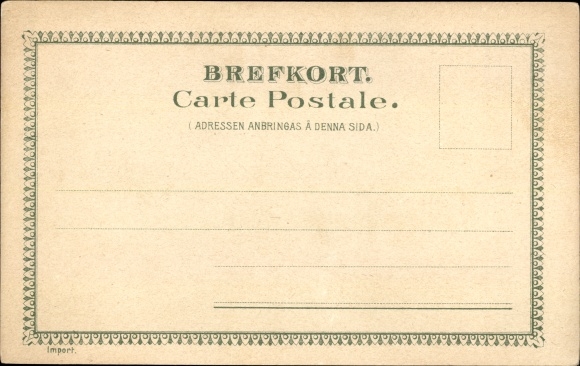 BREFKORT.
Carte Postale.
( ADRESSEN ANBRINGAS Å DENNA SIDA.)
Import.